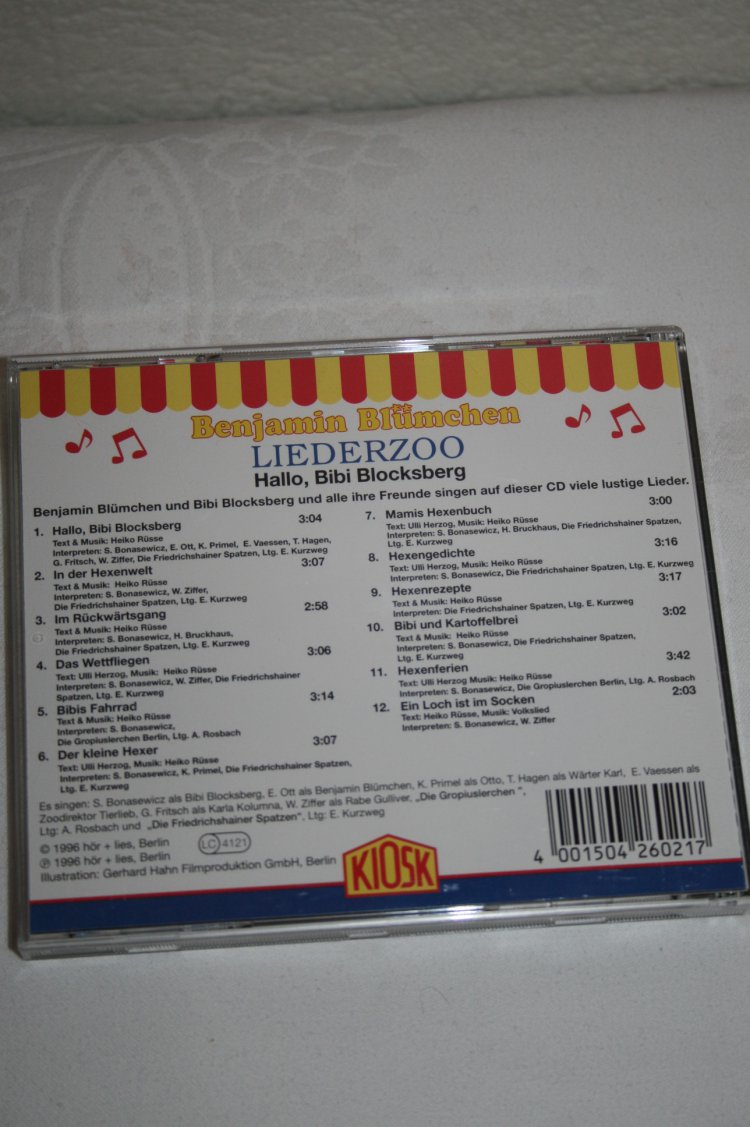 Benjamin Blümchen
LIEDERZOO
Hallo, Bibi Blocksberg
Benjamin Blümchen und Bibi Blocksberg und alle ihre Freunde singen auf dieser CD viele lustige Lieder.
1. Hallo, Bibi Blocksberg 3:04
Text & Musik: Heiko Rüsse
Interpreten: S. Bonasewicz, E. Ott, K. Primel, E. Vaessen, T. Hagen,
G. Fritsch, W. Ziffer, Die Friedrichshainer Spatzen, Ltg. E. Kurzweg
2. In der Hexenwelt 3:07
Text & Musik: Heiko Rüsse
Interpreten: S. Bonasewicz, W. Ziffer,
Die Friedrichshainer Spatzen, Ltg. E. Kurzweg
3. Im Rückwärtsgang 2:58
Text & Musik: Heiko Rüsse
Interpreten: S. Bonasewicz, H. Bruckhaus,
Die Friedrichshainer Spatzen, Ltg. E. Kurzweg
4. Das Wettfliegen 3:06
Text: Ulli Herzog, Musik: Heiko Rüsse
Interpreten: S. Bonasewicz, W. Ziffer, Die Friedrichshainer
Spatzen, Ltg. E. Kurzweg
5. Bibis Fahrrad 3:14
Text & Musik: Heiko Rüsse
Interpreten: S. Bonasewicz,
Die Gropiuslerchen Berlin, Ltg. A. Rosbach
6. Der kleine Hexer 3:07
Text: Ulli Herzog, Musik: Heiko Rüsse
Interpreten: S. Bonasewicz, K. Primel, Die Friedrichshainer Spatzen,
Ltg. E. Kurzweg
7. Mamis Hexenbuch 3:00
Text: Ulli Herzog, Musik: Heiko Rüsse
Interpreten: S. Bonasewicz, H. Bruckhaus, Die Friedrichshainer Spatzen,
Ltg. E. Kurzweg
8. Hexengedichte 3:16
Text: Ulli Herzog, Musik: Heiko Rüsse
Interpreten: S. Bonasewicz, Die Friedrichshainer Spatzen, Ltg. E. Kurzweg
9. Hexenrezepte 3:17
Text & Musik: Heiko Rüsse
Interpreten: Die Friedrichshainer Spatzen, Ltg. E. Kurzweg
10. Bibi und Kartoffelbrei 3:02
Text & Musik: Heiko Rüsse
Interpreten: S. Bonasewicz, Die Friedrichshainer Spatzen,
Ltg. E. Kurzweg
11. Hexenferien 3:42
Text: Ulli Herzog Musik: Heiko Rüsse
Interpreten: S. Bonasewicz, Die Gropiuslerchen Berlin, Ltg. A. Rosbach
12. Ein Loch ist im Socken 2:03
Text: Heiko Rüsse, Musik: Volkslied
Interpreten: S. Bonasewicz, W. Ziffer
Es singen: S. Bonasewicz als Bibi Blocksberg, E. Ott als Benjamin Blümchen, K. Primel als Otto, T. Hagen als Wärter Karl, E. Vaessen als
Zoodirektor Tierlieb, G. Fritsch als Karla Kolumna, W. Ziffer als Rabe Gulliver, „Die Gropiuslerchen",
Ltg: A. Rosbach und „Die Friedrichshainer Spatzen", Ltg: E. Kurzweg
© 1996 hör + lies, Berlin
℗ 1996 hör + lies, Berlin
LC 4121
Illustration: Gerhard Hahn Filmproduktion GmbH, Berlin
KIOSK
4 001504 260217